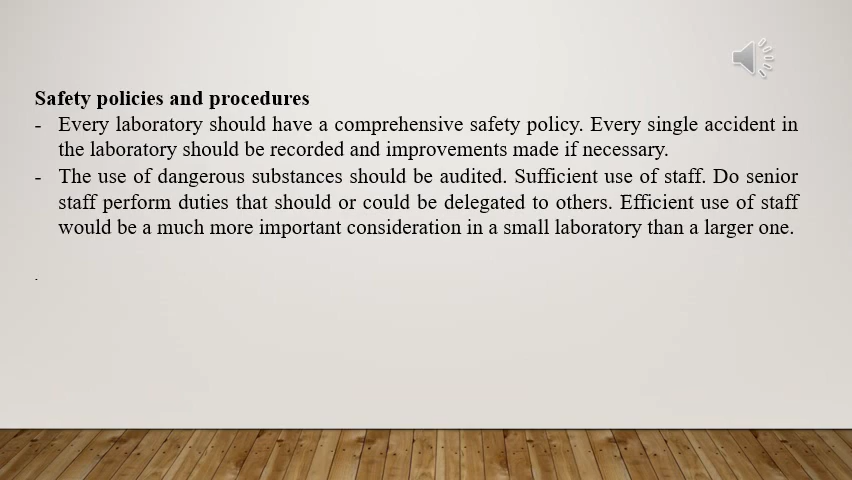 Safety policies and procedures
- Every laboratory should have a comprehensive safety policy. Every single accident in
the laboratory should be recorded and improvements made if necessary.
- The use of dangerous substances should be audited. Sufficient use of staff. Do senior
staff perform duties that should or could be delegated to others. Efficient use of staff
would be a much more important consideration in a small laboratory than a larger one.
.